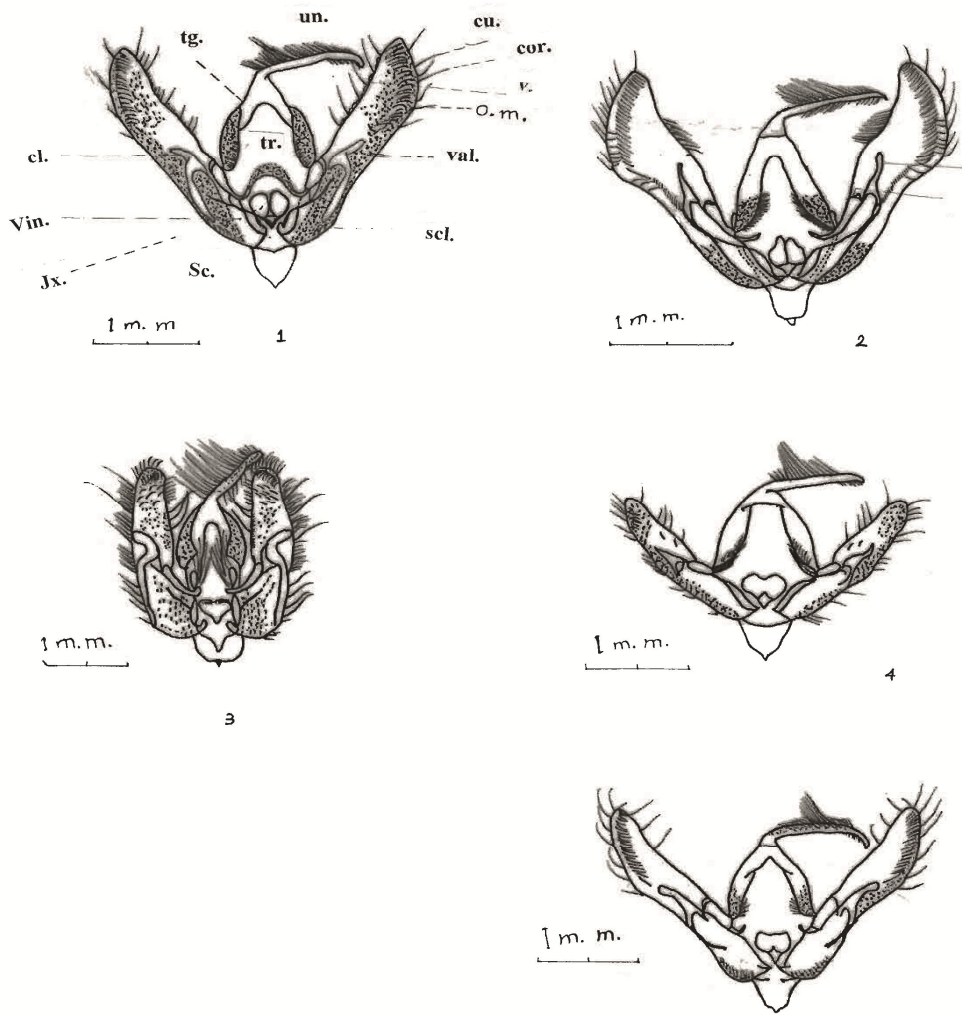 un.
tg.
cu.
cor.
v.
o.m.
tr.
cl.
val.
Vin.
scl.
Jx.
Sc.
1 m. m
1
1 m. m.
2
1 m. m.
3
1 m. m.
4
1 m. m.